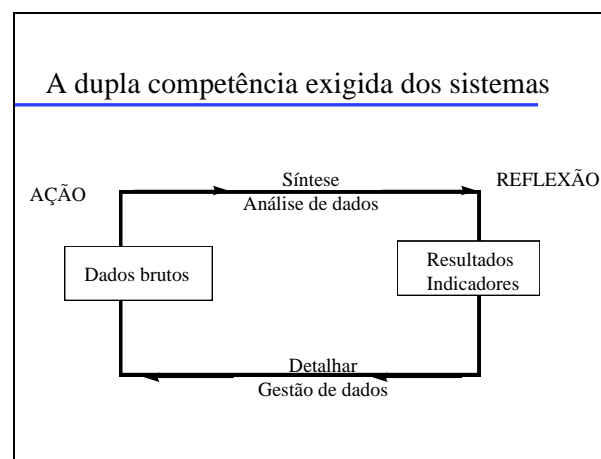 A dupla competência exigida dos sistemas
AÇÃO
Síntese
Análise de dados
REFLEXÃO
Dados brutos
Resultados
Indicadores
Detalhar
Gestão de dados